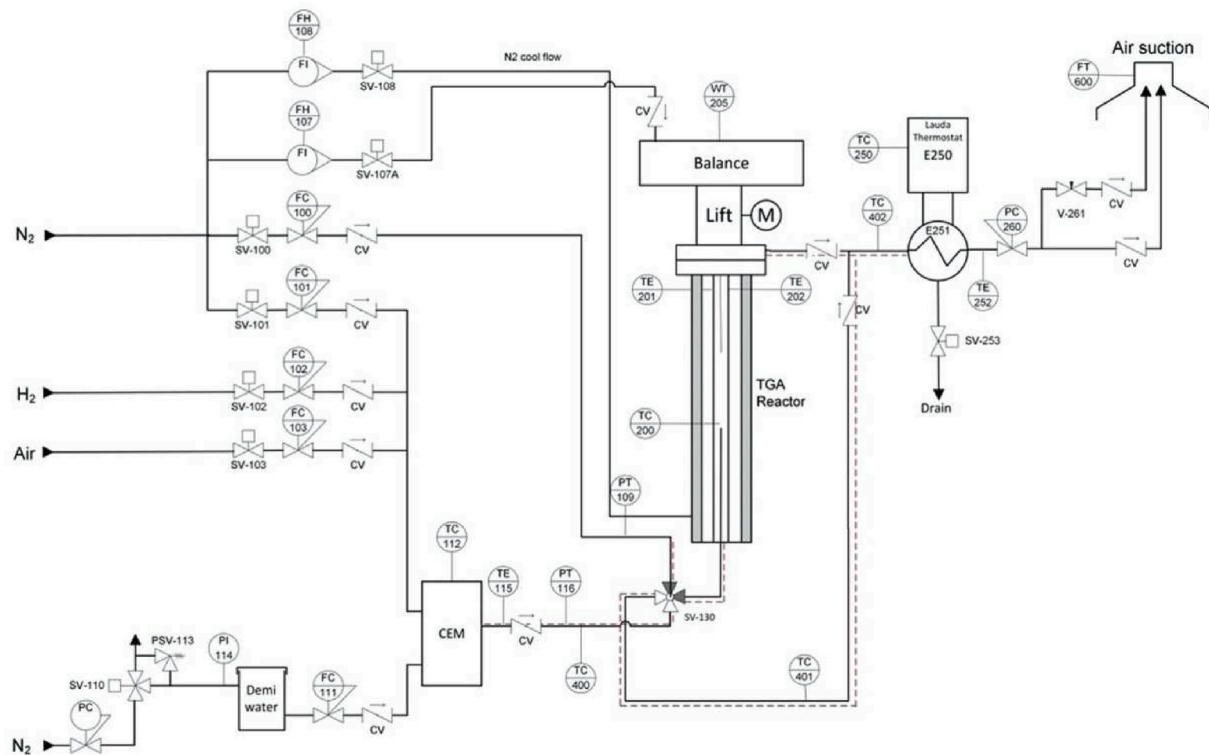 FH
108
FI
SV-108
N2 cool flow
FH
107
FI
SV-107A
CV
WT
205
Balance
Lift
M
Air suction
FT
600
Lauda
Thermostat
E250
TC
250
TC
402
E251
PC
260
V-261
CV
CV
TE
252
CV
CV
SV-253
Drain
N2
SV-100
FC
100
CV
SV-101
FC
101
CV
TE
201
TE
202
H2
SV-102
FC
102
CV
Air
SV-103
FC
103
CV
TGA
Reactor
TC
200
PT
109
TC
112
CEM
TE
115
CV
PT
116
TC
400
SV-130
TC
401
PSV-113
PI
114
SV-110
PC
N2
Demi
water
FC
111
CV